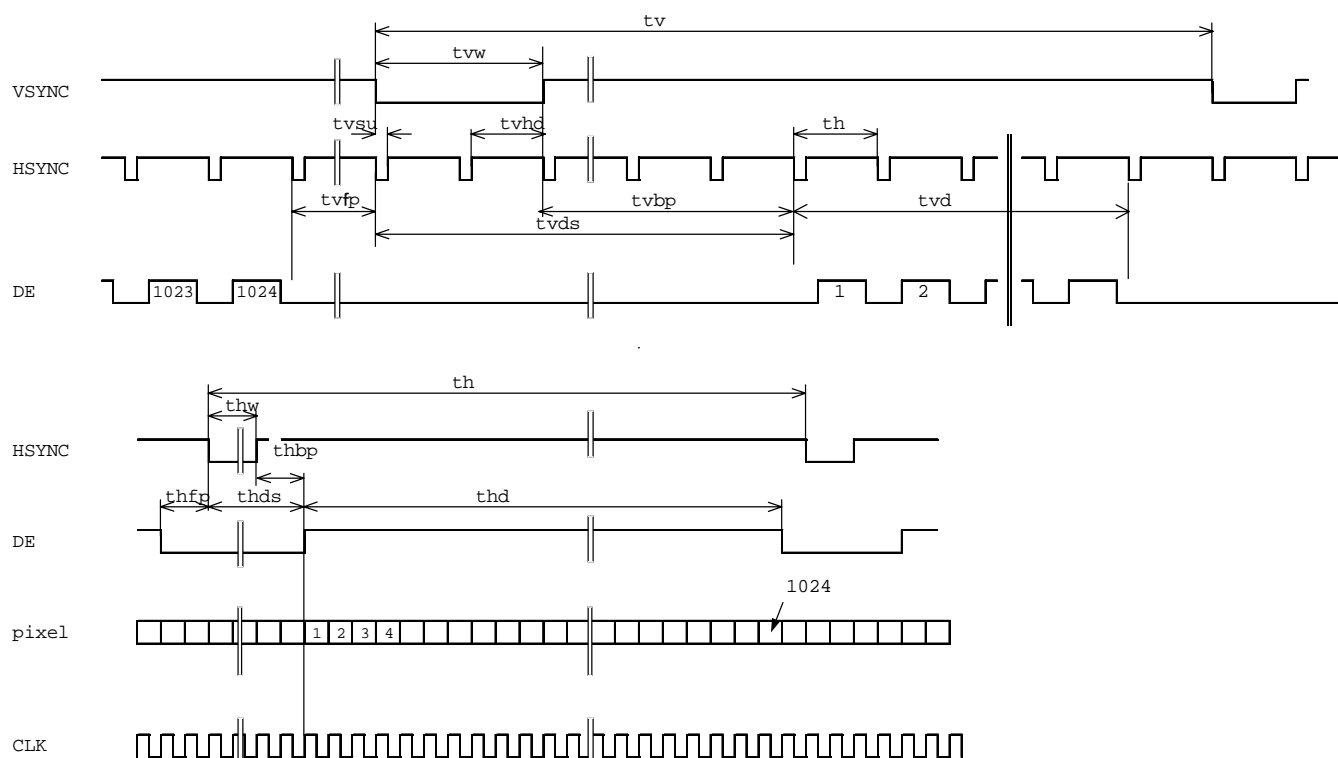 tv
tvw
VSYNC
tvsu
tvhd
th
HSYNC
tvfp
tvbp
tvd
tvds
DE
1023
1024
1
2
th
thw
HSYNC
thbp
thfp
thds
thd
DE
1024
pixel
1
2
3
4
CLK